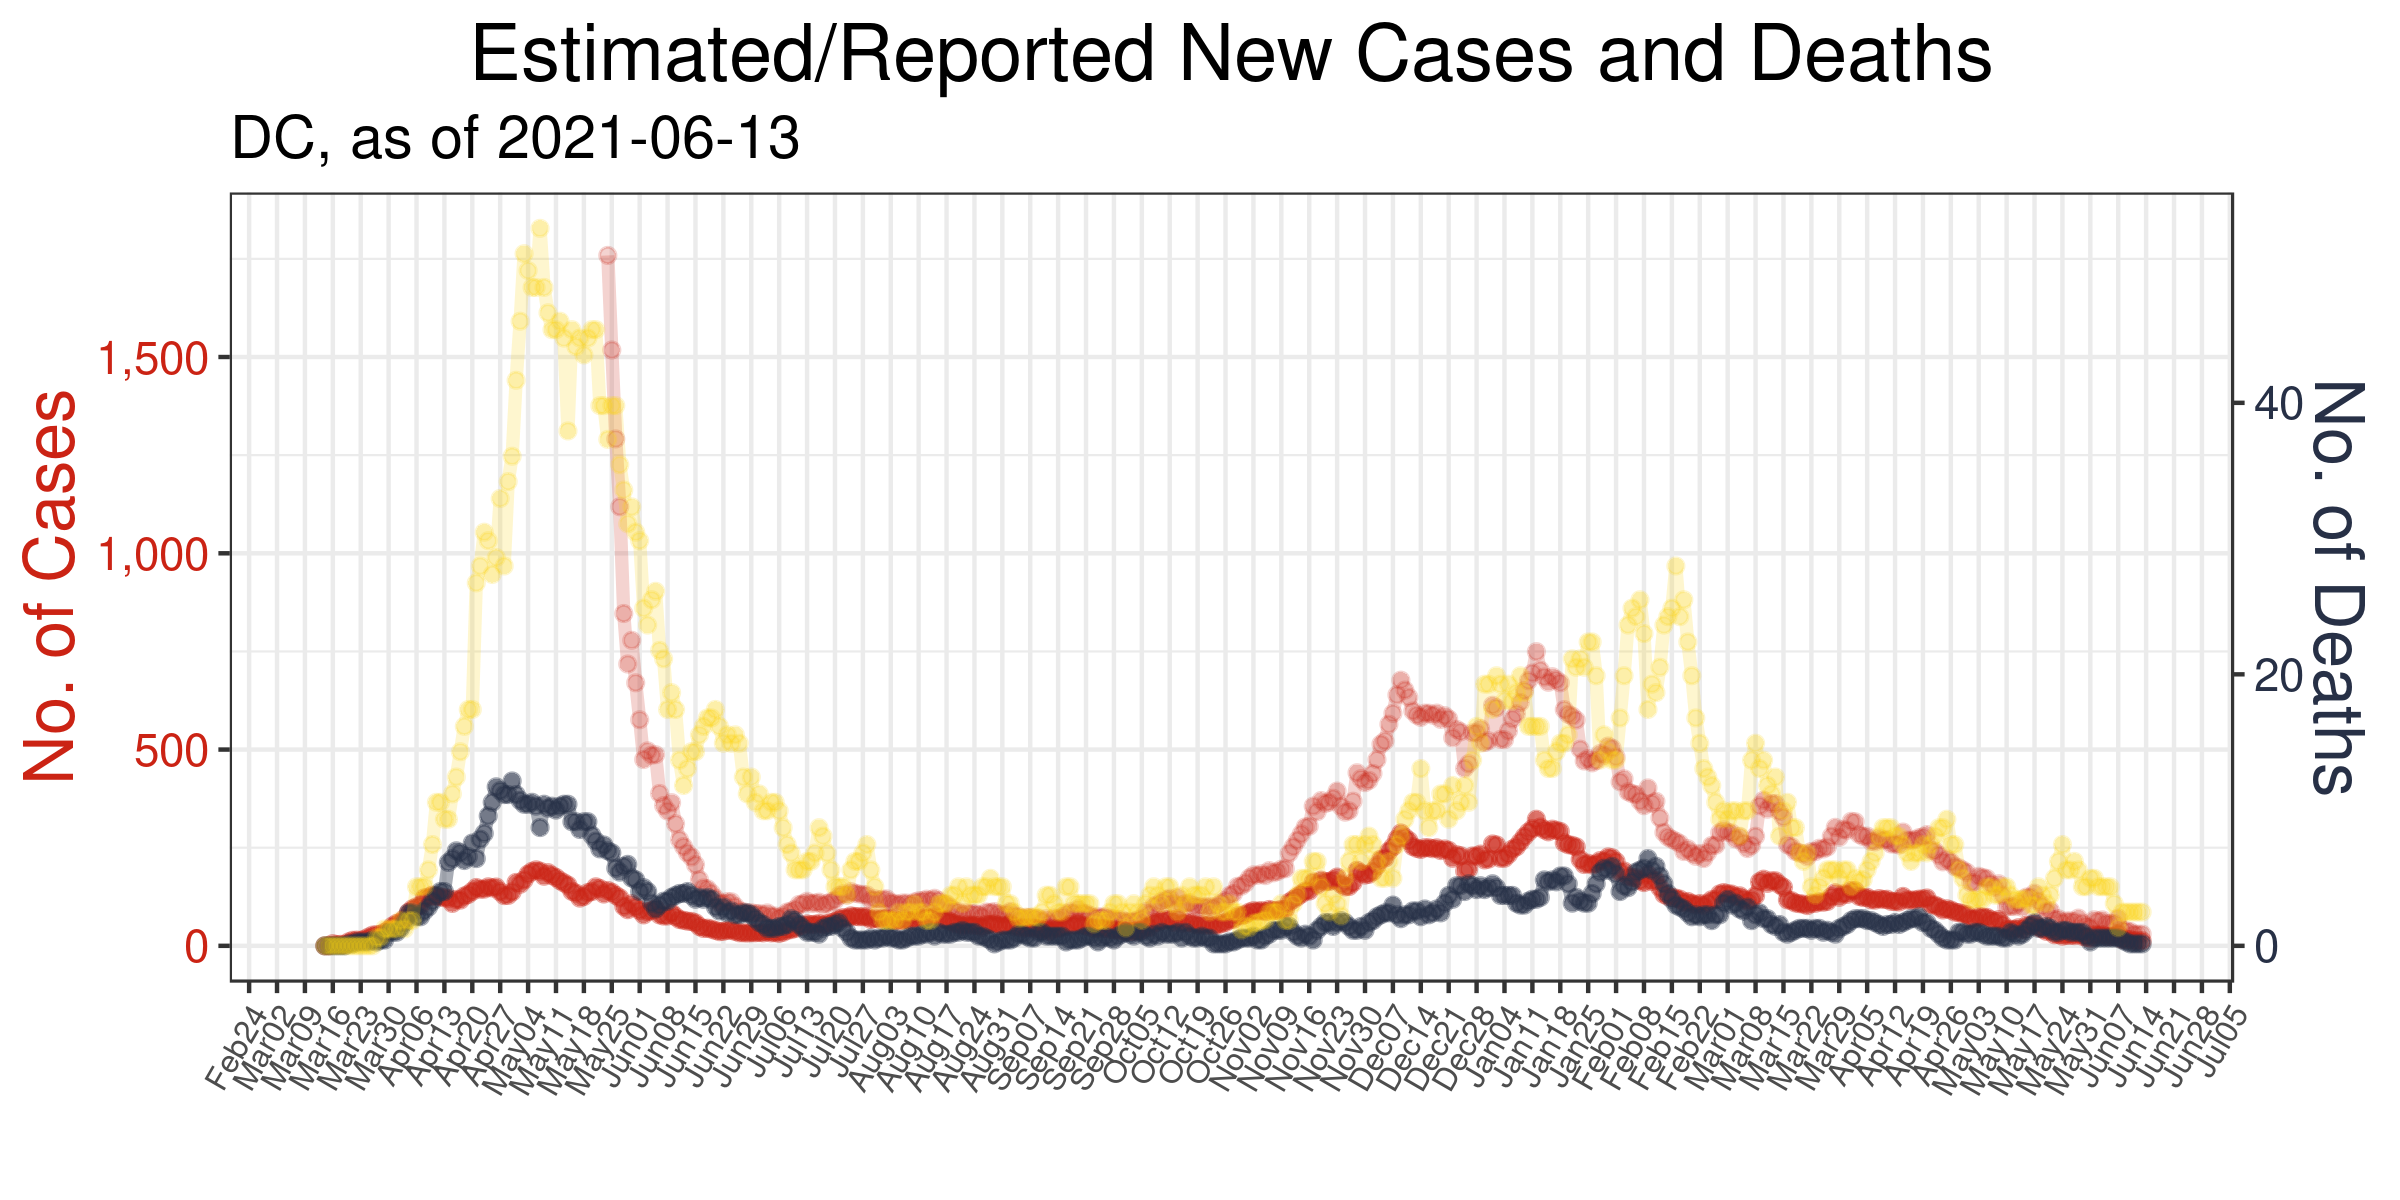 Estimated/Reported New Cases and Deaths
DC, as of 2021-06-13
No. of Cases
1,500
1,000
500
0
40
20
0
No. of Deaths
Feb24
Mar02
Mar09
Mar16
Mar23
Mar30
Apr06
Apr13
Apr20
Apr27
May04
May11
May18
May25
Jun01
Jun08
Jun15
Jun22
Jun29
Jul06
Jul13
Jul20
Jul27
Aug03
Aug10
Aug17
Aug24
Aug31
Sep07
Sep14
Sep21
Sep28
Oct05
Oct12
Oct19
Oct26
Nov02
Nov09
Nov16
Nov23
Nov30
Dec07
Dec14
Dec21
Dec28
Jan04
Jan11
Jan18
Jan25
Feb01
Feb08
Feb15
Feb22
Mar01
Mar08
Mar15
Mar22
Mar29
Apr05
Apr12
Apr19
Apr26
May03
May10
May17
May24
May31
Jun07
Jun14
Jun21
Jun28
Jul05